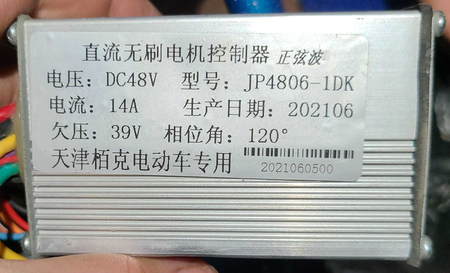 直流无刷电机控制器 正弦波
电压: DC48V 型号: JP4806-1DK
电流: 14A 生产日期: 202106
欠压: 39V 相位角: 120°
天津栢克电动车专用
2021060500